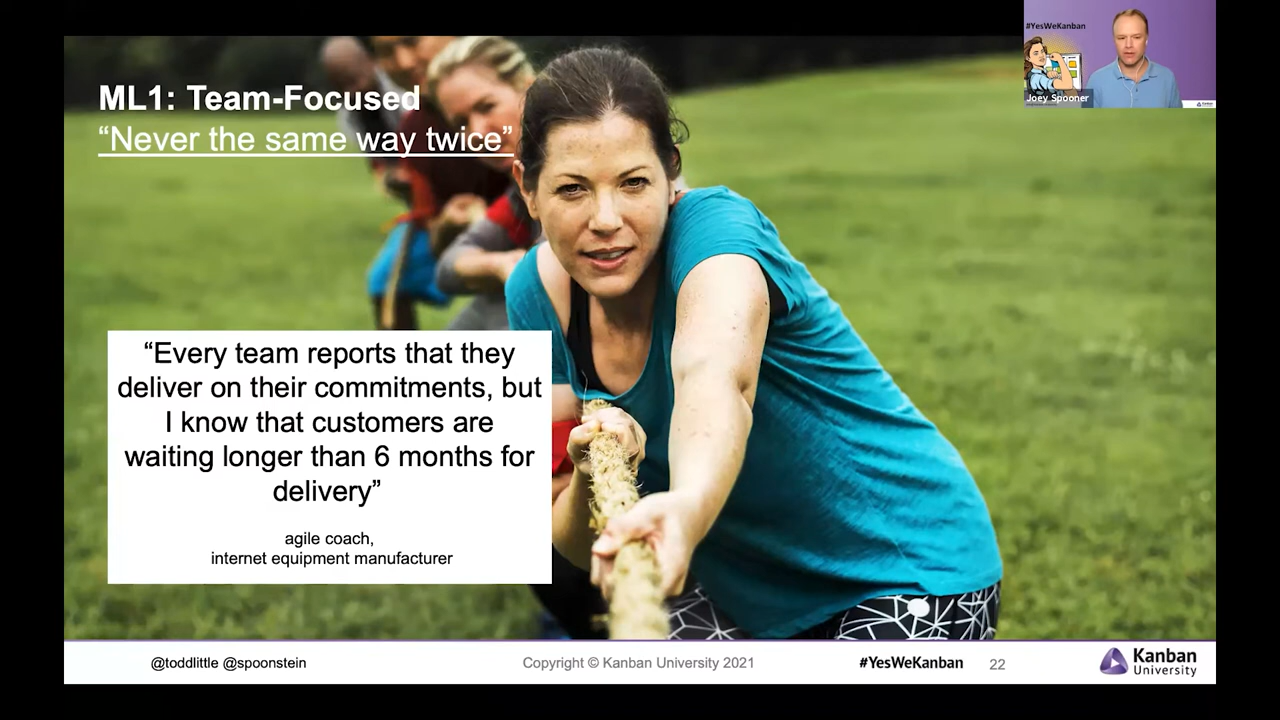 #YesWeKanban
Joey Spooner
ML1: Team-Focused
“Never the same way twice”
“Every team reports that they
deliver on their commitments, but
I know that customers are
waiting longer than 6 months for
delivery”
agile coach,
internet equipment manufacturer
@toddlittle @spoonstein
Copyright © Kanban University 2021
#YesWeKanban
22
Kanban
University